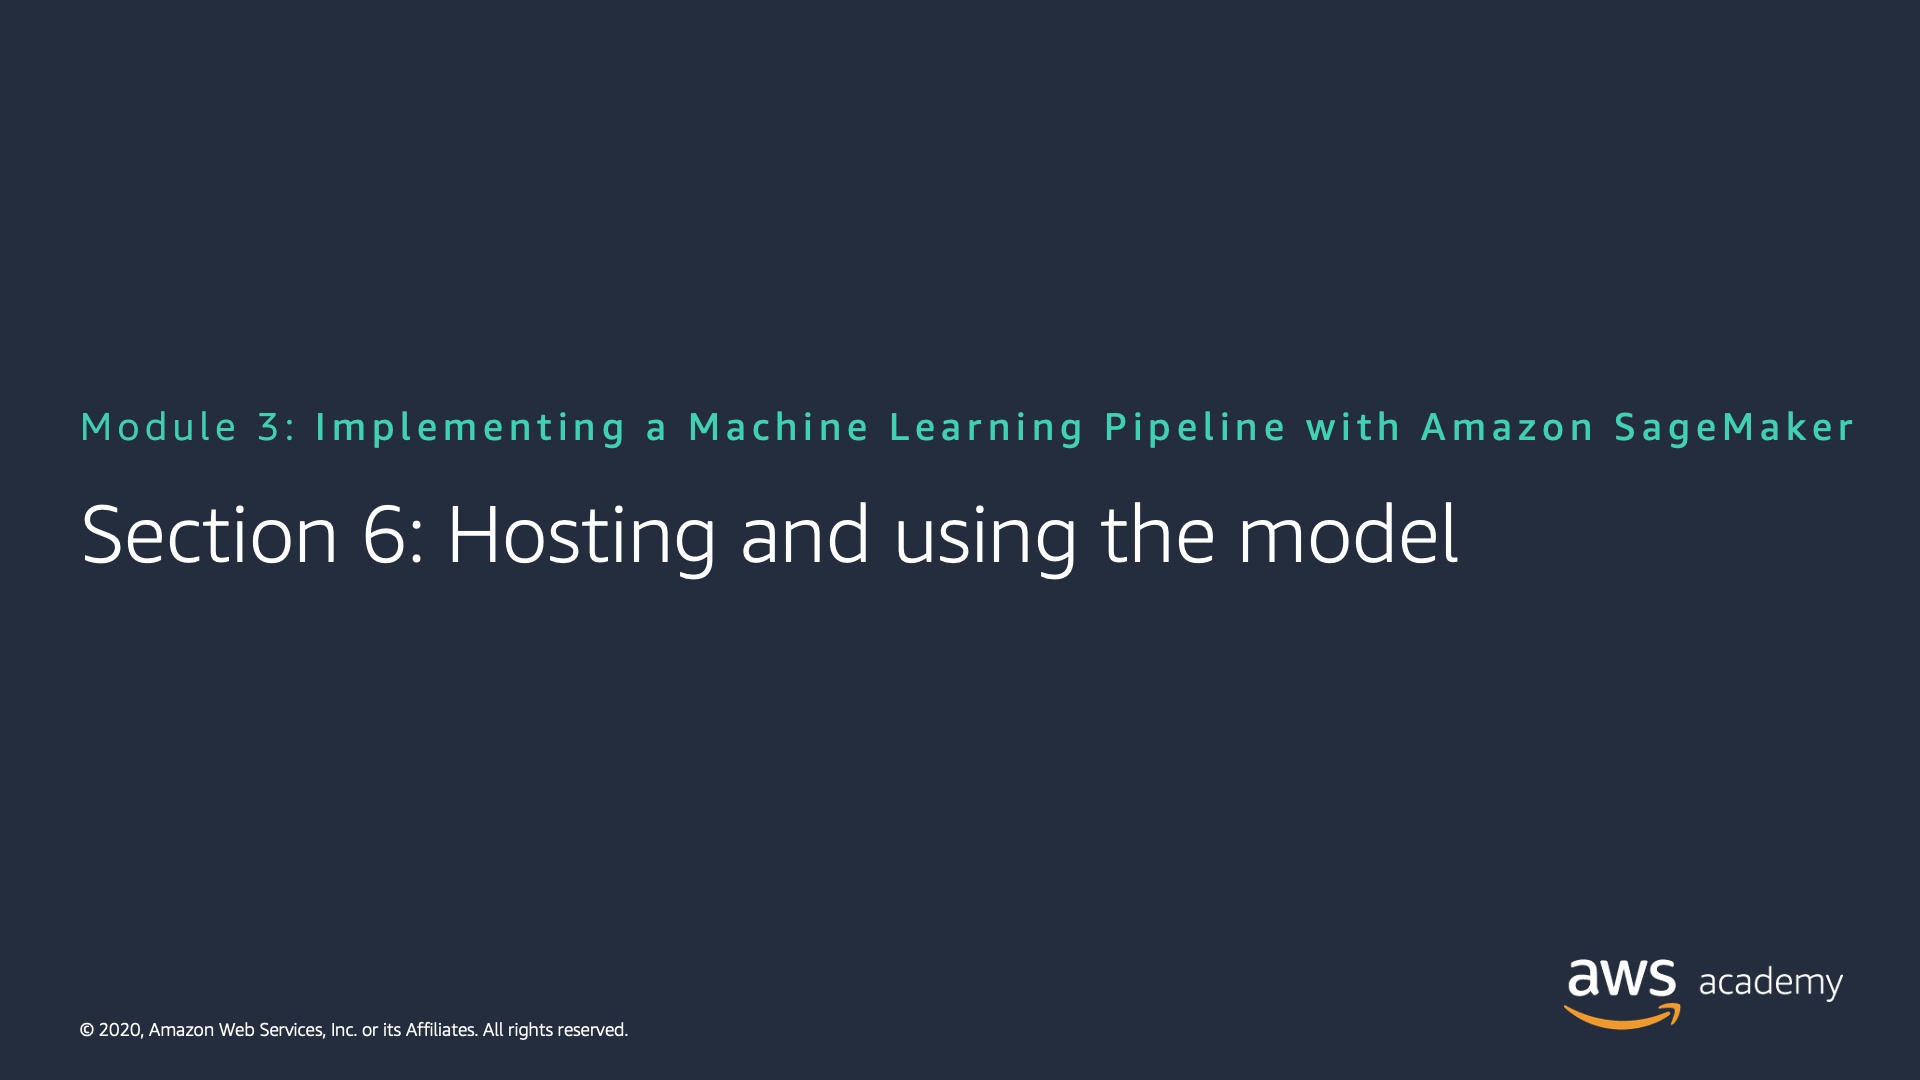 Module 3: Implementing a Machine Learning Pipeline with Amazon SageMaker
Section 6: Hosting and using the model
aws academy
© 2020, Amazon Web Services, Inc. or its Affiliates. All rights reserved.